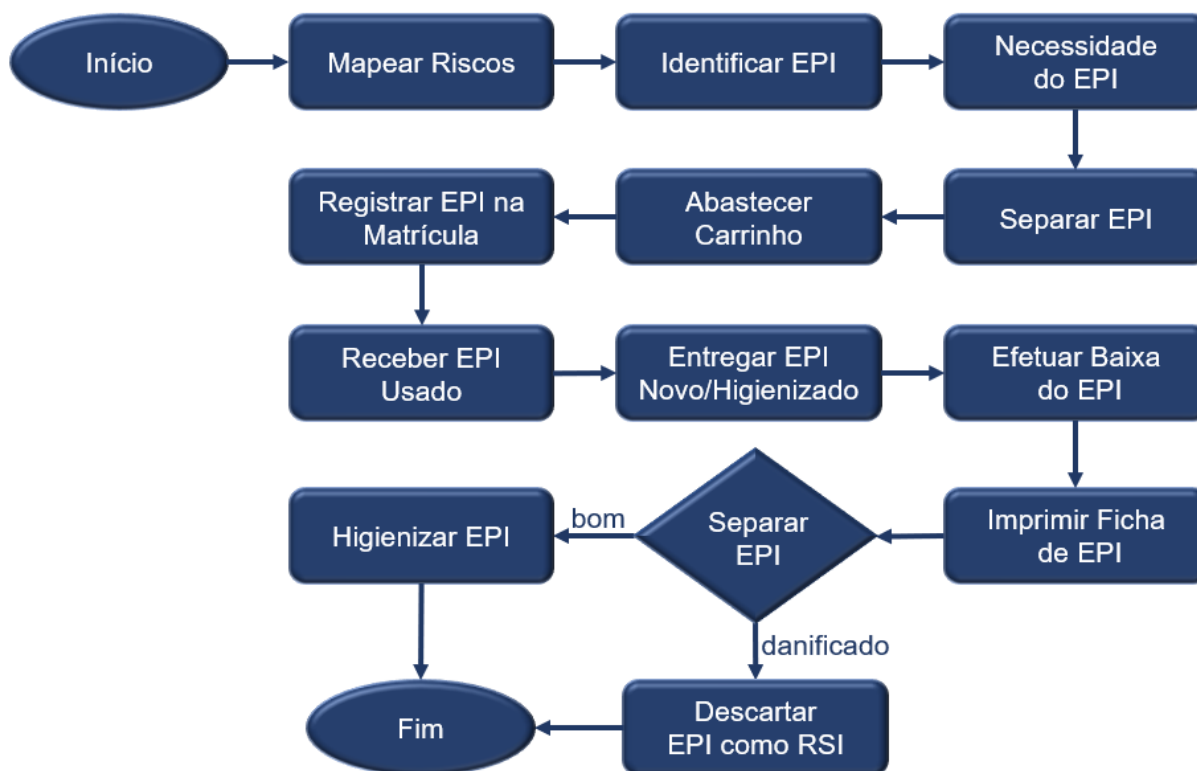 Início
Mapear Riscos
Identificar EPI
Necessidade
do EPI
Separar EPI
Abastecer
Carrinho
Registrar EPI na
Matrícula
Receber EPI
Usado
Entregar EPI
Novo/Higienizado
Efetuar Baixa
do EPI
Imprimir Ficha
de EPI
Separar
EPI
bom
Higienizar EPI
danificado
Descartar
EPI como RSI
Fim